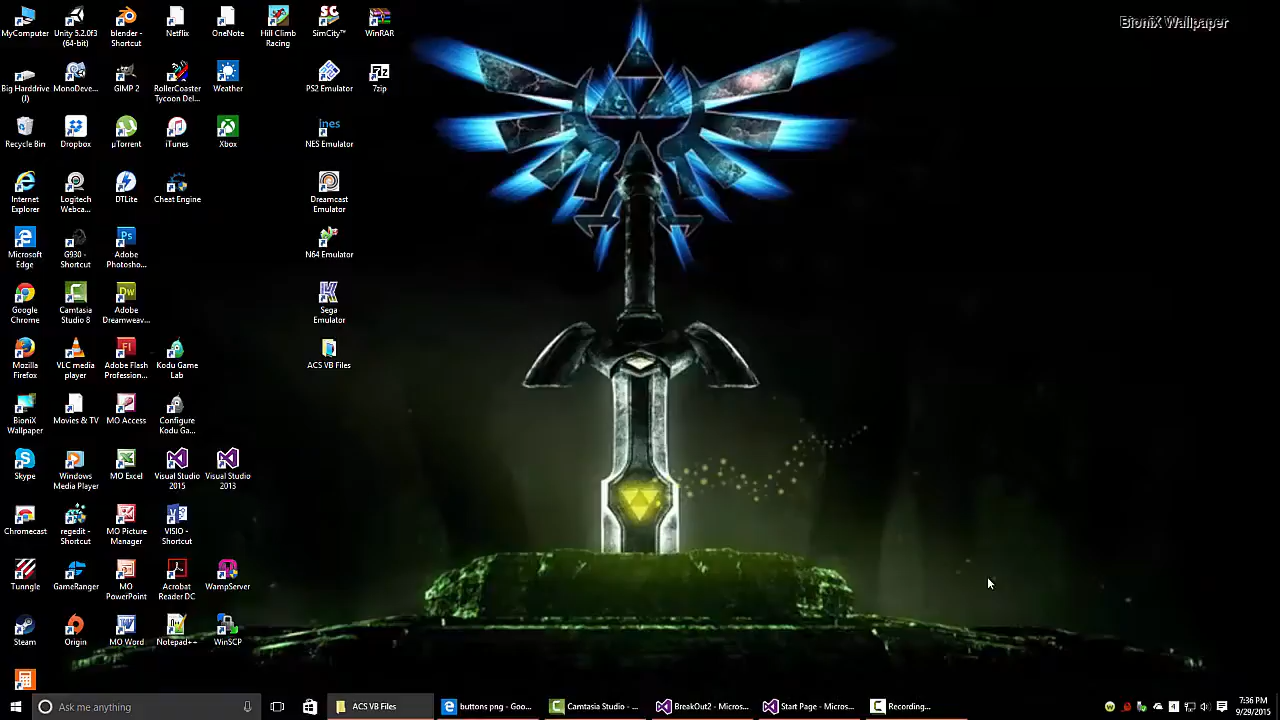 MyComputer
Unity 5.2.0f3
(64-bit)
blender -
Shortcut
Netflix
OneNote
Hill Climb
Racing
SC
SimCity™
WinRAR
BioniX Wallpaper
Big Harddrive
(I)
MonoDeve...
GIMP 2
RollerCoaster
Tycoon Del...
Weather
PS2 Emulator
7z
7zip
Recycle Bin
Dropbox
µTorrent
iTunes
Xbox
ines
NES Emulator
Internet
Explorer
Logitech
Webca...
DTLite
Cheat Engine
Dreamcast
Emulator
Microsoft
Edge
G930 -
Shortcut
Ps
Adobe
Photosho...
N64 Emulator
Google
Chrome
Camtasia
Studio 8
Dw
Adobe
Dreamweav...
Sega
Emulator
Mozilla
Firefox
VLC media
player
Adobe Flash
Profession...
Kodu Game
Lab
ACS VB Files
BioniX
Wallpaper
Movies & TV
MO Access
Configure
Kodu Ga...
Skype
Windows
Media Player
MO Excel
Visual Studio
2015
Visual Studio
2013
Chromecast
regedit -
Shortcut
MO Picture
Manager
VISIO -
Shortcut
Tunngle
GameRanger
MO
PowerPoint
Acrobat
Reader DC
WampServer
Steam
Origin
MO Word
Notepad++
WinSCP
Ask me anything
ACS VB Files
buttons png - Goo...
Camtasia Studio - ...
BreakOut2 - Micros...
Start Page - Micros...
Recording...
7:36 PM
9/29/2015